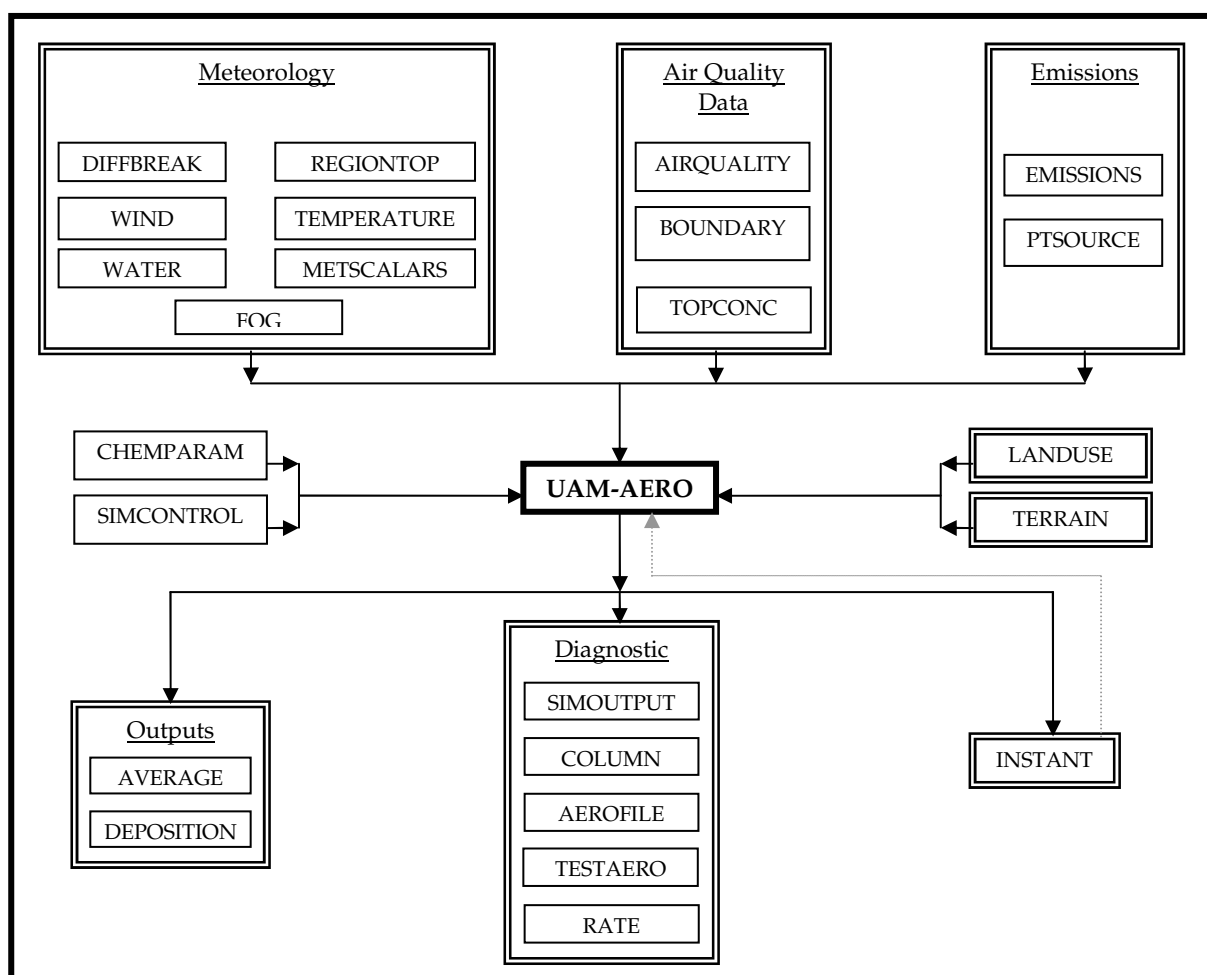 Meteorology
DIFFBREAK
REGIONTOP
WIND
TEMPERATURE
WATER
METSCALARS
FOG
Air Quality
Data
AIRQUALITY
BOUNDARY
TOPCONC
Emissions
EMISSIONS
PTSOURCE
CHEMPARAM
SIMCONTROL
UAM-AERO
LANDUSE
TERRAIN
Outputs
AVERAGE
DEPOSITION
Diagnostic
SIMOUTPUT
COLUMN
AEROFILE
TESTAERO
RATE
INSTANT